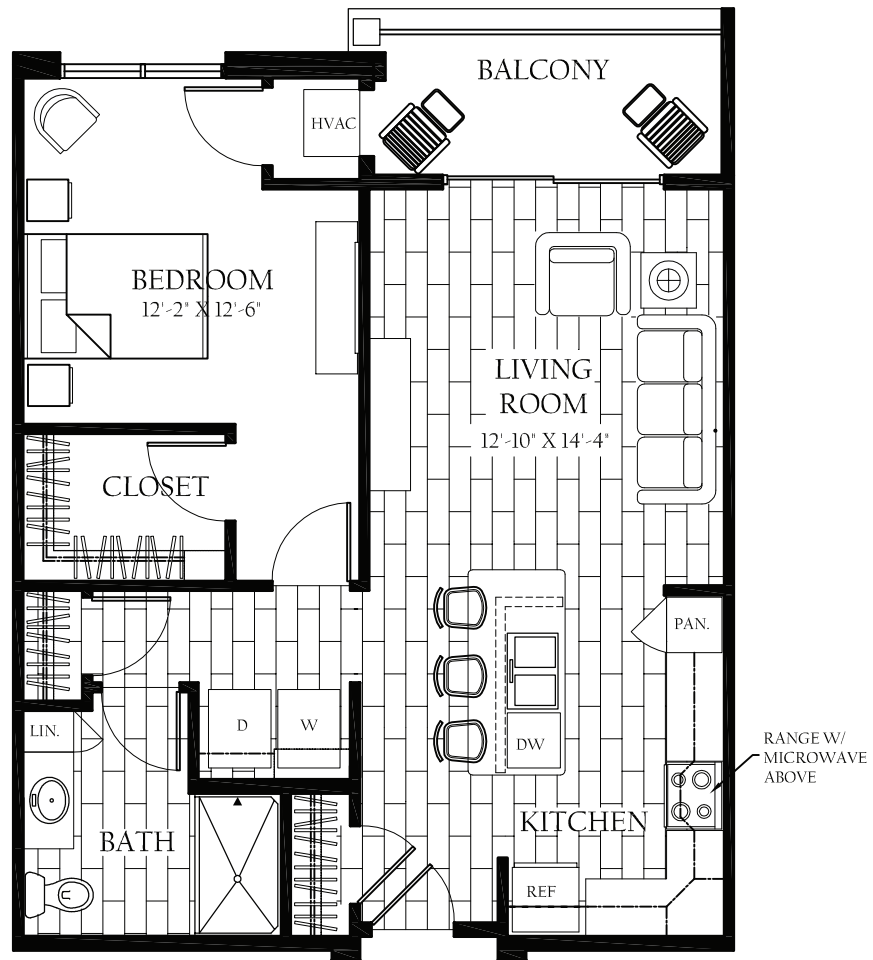 BALCONY
HVAC
BEDROOM
12'-2" X 12'-6"
LIVING
ROOM
12'-10" X 14'-4"
CLOSET
PAN.
LIN.
D
W
DW
RANGE W/
MICROWAVE
ABOVE
KITCHEN
BATH
REF